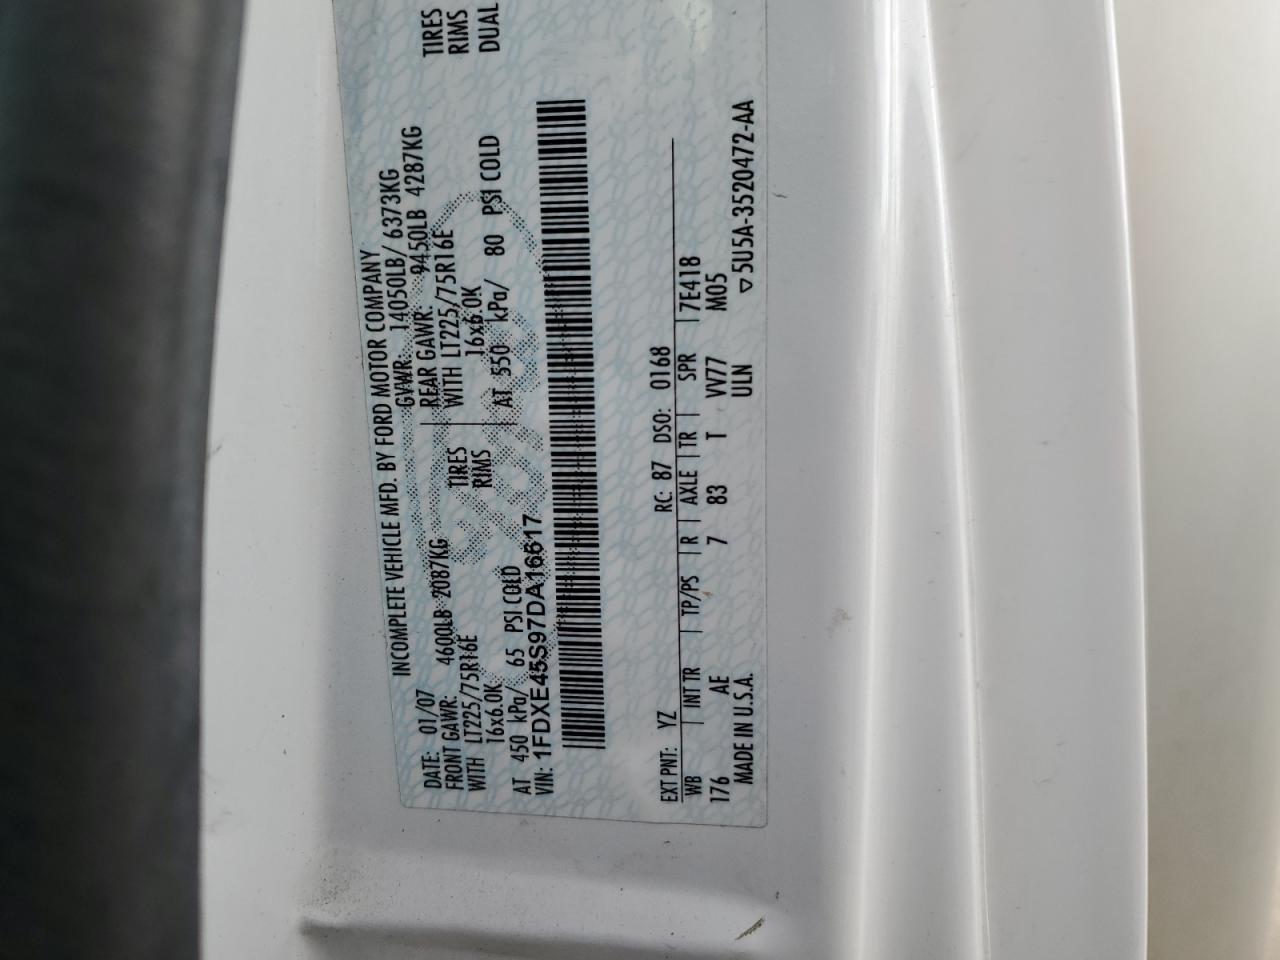 INCOMPLETE VEHICLE MFD. BY FORD MOTOR COMPANY
DATE: 01/07 GVWR: 14050LB/ 6373KG
FRONT GAWR: 4600LB 2087KG REAR GAWR: 9450LB 4287KG
WITH LT225/75R16E TIRES WITH LT225/75R16E TIRES
16x6.0K RIMS 16x6.0K RIMS
AT 450 kPa/ 65 PSI COLD AT 550 kPa/ 80 PSI COLD DUAL
VIN: 1FDXE45S97DA16617
EXT PNT: YZ RC: 87 DSO: 0168
WB INT TR TP/PS R AXLE TR SPR 7E418
176 AE 7 83 T VV77 M05
MADE IN U.S.A. ULN ▽5U5A-3520472-AA